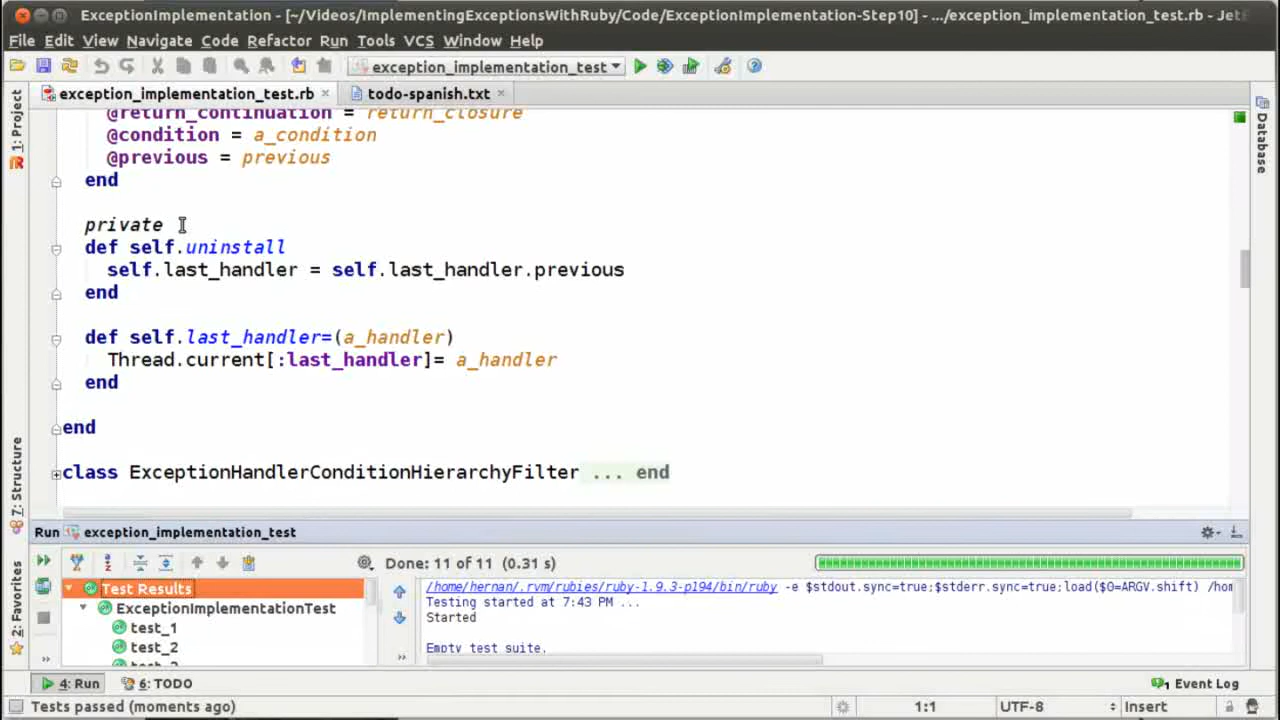 ExceptionImplementation - [~/Videos/ImplementingExceptionsWithRuby/Code/ExceptionImplementation-Step10] - .../exception_implementation_test.rb - JetB
File Edit View Navigate Code Refactor Run Tools VCS Window Help
exception_implementation_test
exception_implementation_test.rb todo-spanish.txt
1: Project
Database
@return_continuation = return_closure
@condition = a_condition
@previous = previous
end
private
def self.uninstall
self.last_handler = self.last_handler.previous
end
def self.last_handler=(a_handler)
Thread.current[:last_handler]= a_handler
end
end
class ExceptionHandlerConditionHierarchyFilter ... end
7: Structure
2: Favorites
Run exception_implementation_test
Done: 11 of 11 (0.31 s)
Test Results
ExceptionImplementationTest
test_1
test_2
test_3
/home/hernan/.rvm/rubies/ruby-1.9.3-p194/bin/ruby -e $stdout.sync=true;$stderr.sync=true;load($0=ARGV.shift) /hom
Testing started at 7:43 PM ...
Started
Empty test suite.
4: Run 6: TODO 1 Event Log
Tests passed (moments ago) 1:1 UTF-8 Insert